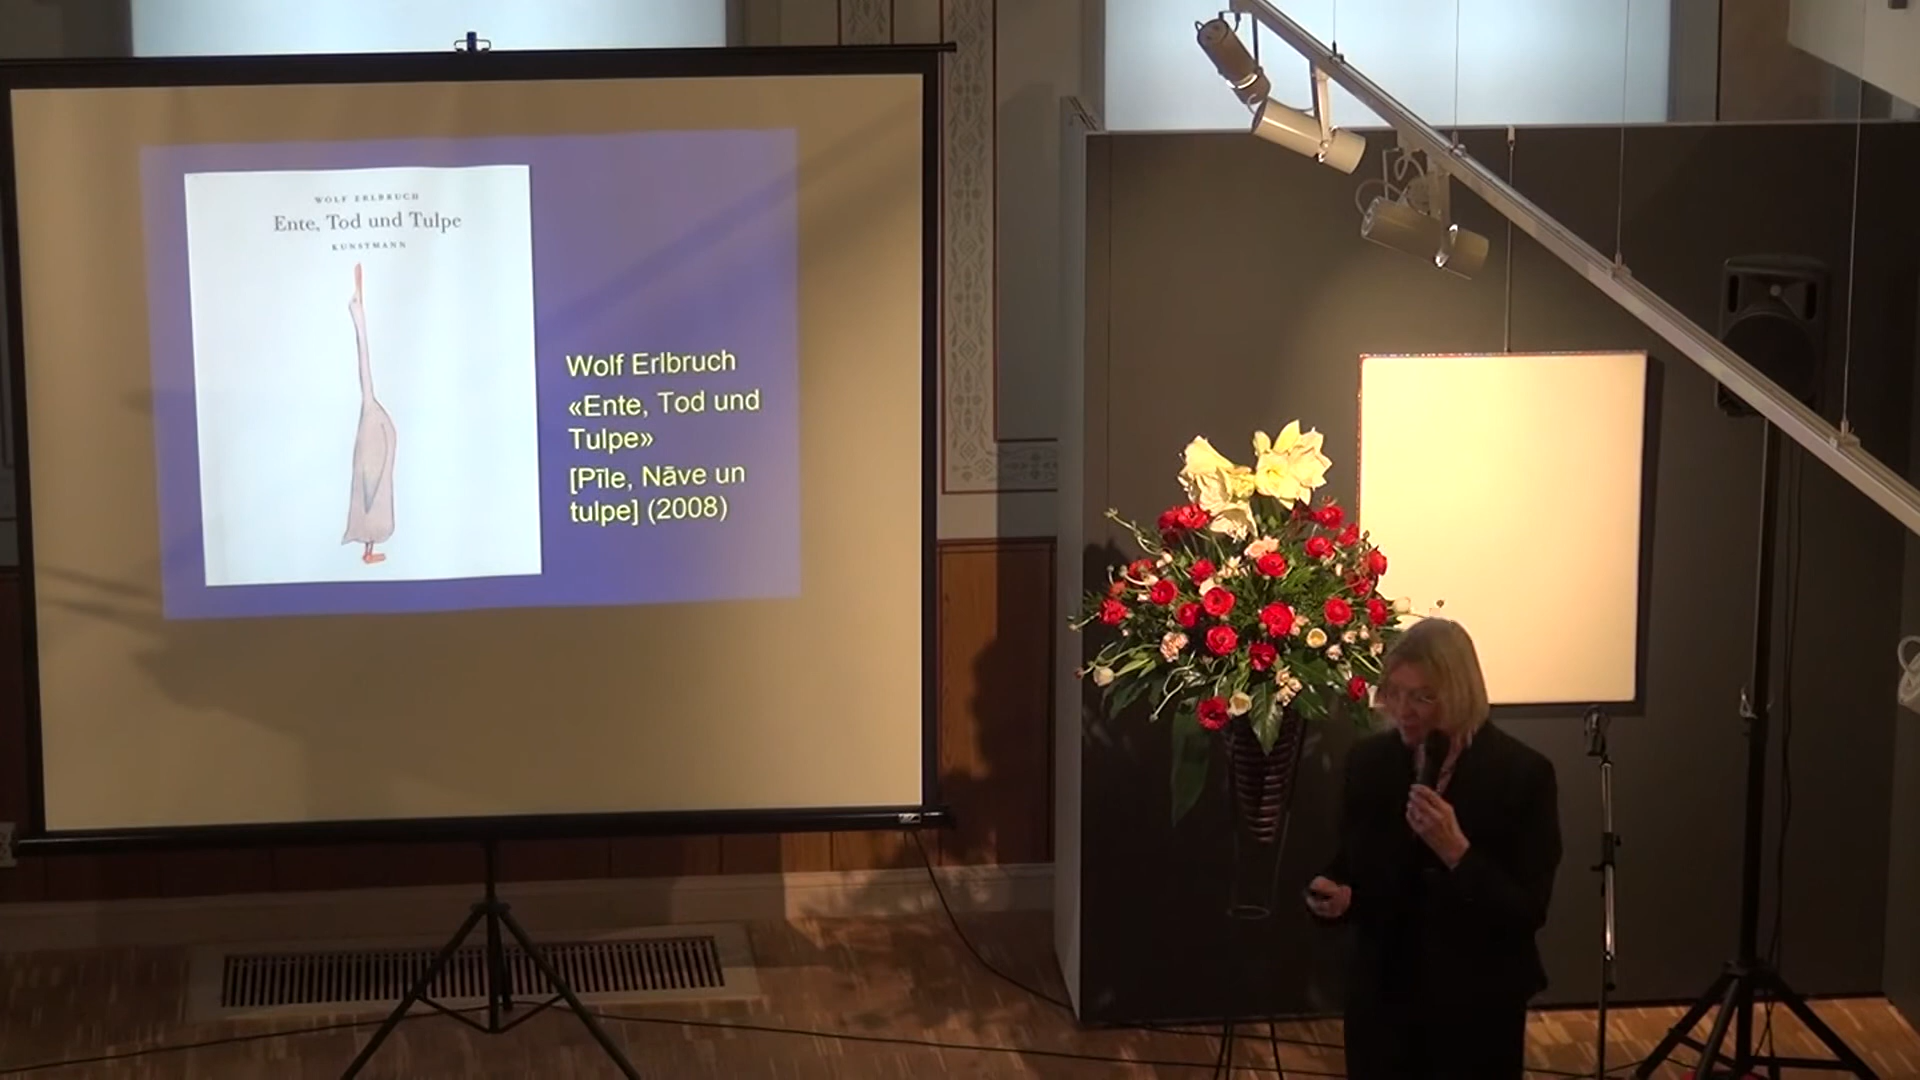 WOLF ERLBRUCH
Ente, Tod und Tulpe
KUNSTMANN
Wolf Erlbruch
«Ente, Tod und
Tulpe»
[Pīle, Nāve un
tulpe] (2008)